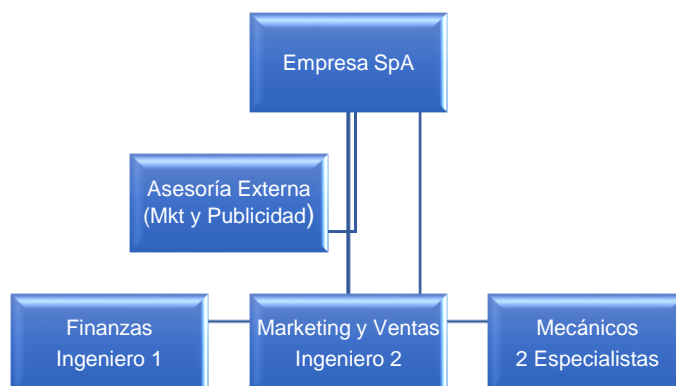 Empresa SpA
Asesoría Externa
(Mkt y Publicidad)
Finanzas
Ingeniero 1
Marketing y Ventas
Ingeniero 2
Mecánicos
2 Especialistas